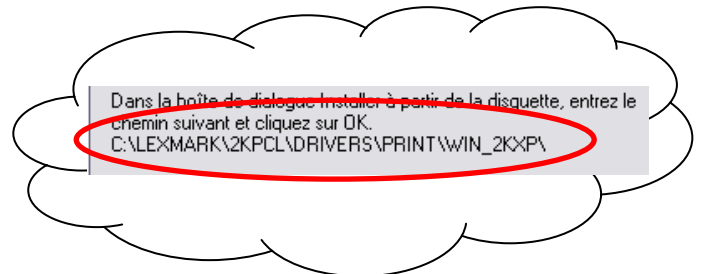 Dans la boîte de dialogue Installer à partir de la disquette, entrez le
chemin suivant et cliquez sur OK.
C:\LEXMARK\2KPCL\DRIVERS\PRINT\WIN_2KXP\